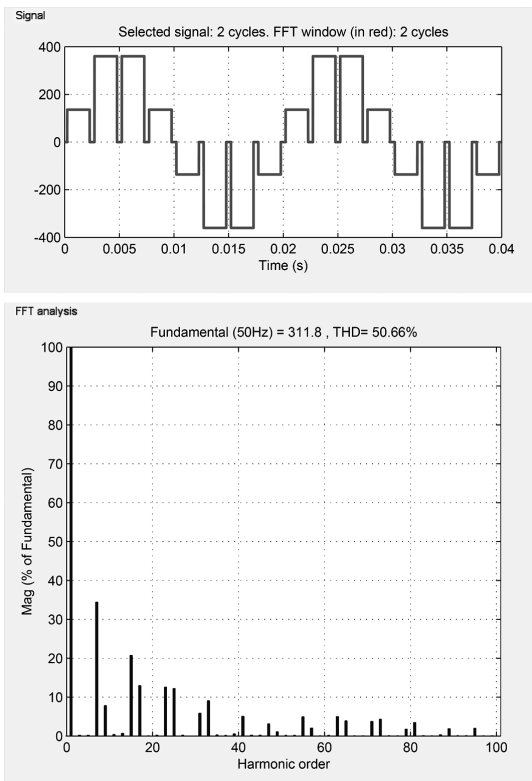 Signal
Selected signal: 2 cycles. FFT window (in red): 2 cycles
400
200
0
-200
-400
0 0.005 0.01 0.015 0.02 0.025 0.03 0.035 0.04
Time (s)
FFT analysis
Fundamental (50Hz) = 311.8 , THD= 50.66%
100
90
80
70
60
50
40
30
20
10
0
Mag (% of Fundamental)
0 20 40 60 80 100
Harmonic order